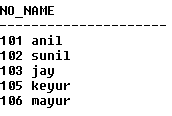 NO_NAME
------------------------
101 anil
102 sunil
103 jay
105 keyur
106 mayur